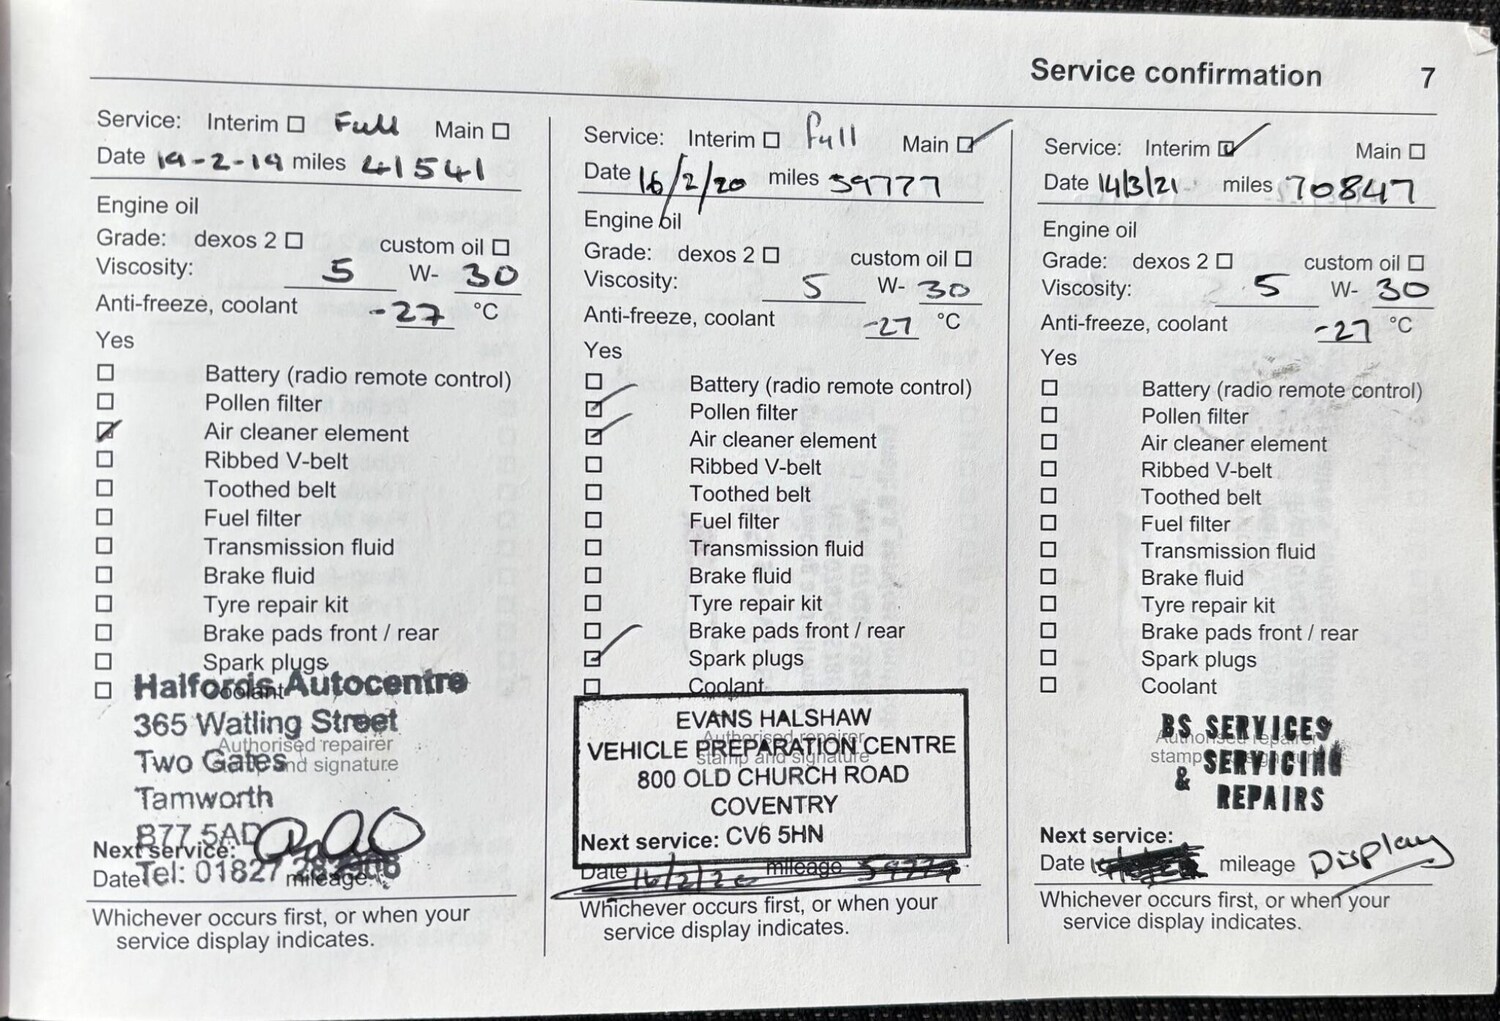 Service confirmation 7
Service: Interim Full Main
Date 19-2-19 miles 41541
Engine oil
Grade: dexos 2 custom oil
Viscosity: 5 W- 30
Anti-freeze, coolant -27 °C
Yes
Battery (radio remote control)
Pollen filter
Air cleaner element
Ribbed V-belt
Toothed belt
Fuel filter
Transmission fluid
Brake fluid
Tyre repair kit
Brake pads front / rear
Spark plugs
Coolant
Halfords Autocentre
365 Watling Street
Authorised repairer
Two Gates
and signature
Tamworth
B77 5AD
Next service:
Date mileage
Tel: 01827
Whichever occurs first, or when your
service display indicates.
Service: Interim Full Main
Date 16/2/20 miles 59777
Engine oil
Grade: dexos 2 custom oil
Viscosity: 5 W- 30
Anti-freeze, coolant -27 °C
Yes
Battery (radio remote control)
Pollen filter
Air cleaner element
Ribbed V-belt
Toothed belt
Fuel filter
Transmission fluid
Brake fluid
Tyre repair kit
Brake pads front / rear
Spark plugs
Coolant
EVANS HALSHAW
Authorised repairer
VEHICLE PREPARATION CENTRE
stamp and signature
800 OLD CHURCH ROAD
COVENTRY
CV6 5HN
Next service:
Date 16/2/20 mileage
Whichever occurs first, or when your
service display indicates.
Service: Interim Main
Date 14/3/21 miles 70847
Engine oil
Grade: dexos 2 custom oil
Viscosity: 5 W- 30
Anti-freeze, coolant -27 °C
Yes
Battery (radio remote control)
Pollen filter
Air cleaner element
Ribbed V-belt
Toothed belt
Fuel filter
Transmission fluid
Brake fluid
Tyre repair kit
Brake pads front / rear
Spark plugs
Coolant
BS SERVICES
Authorised repairer
stamp
& SERVICING
REPAIRS
Next service:
Date mileage Display
Whichever occurs first, or when your
service display indicates.